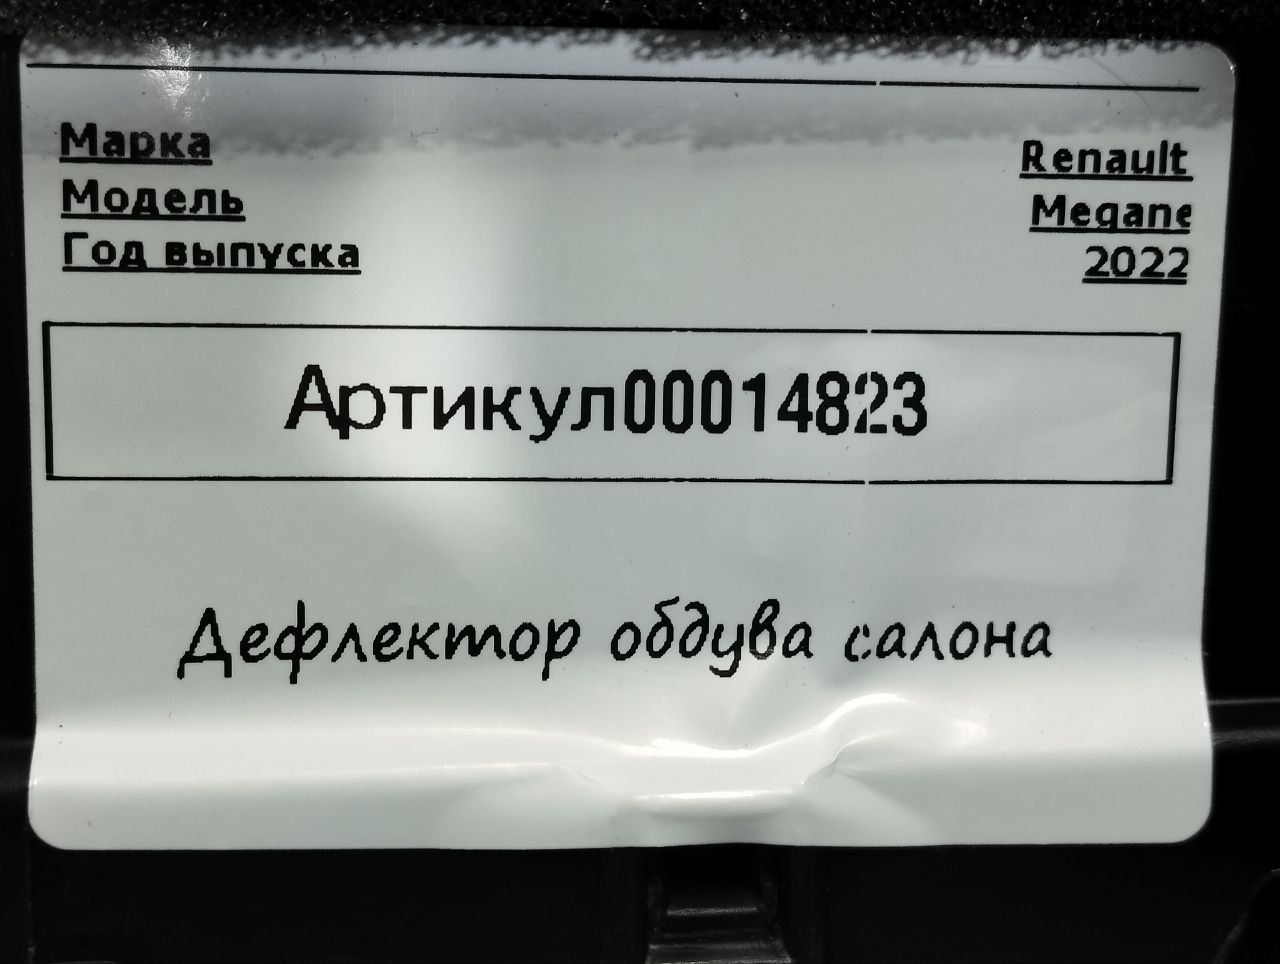 Марка Renault
Модель Megane
Год выпуска 2022
Артикул00014823
Дефлектор обдува салона